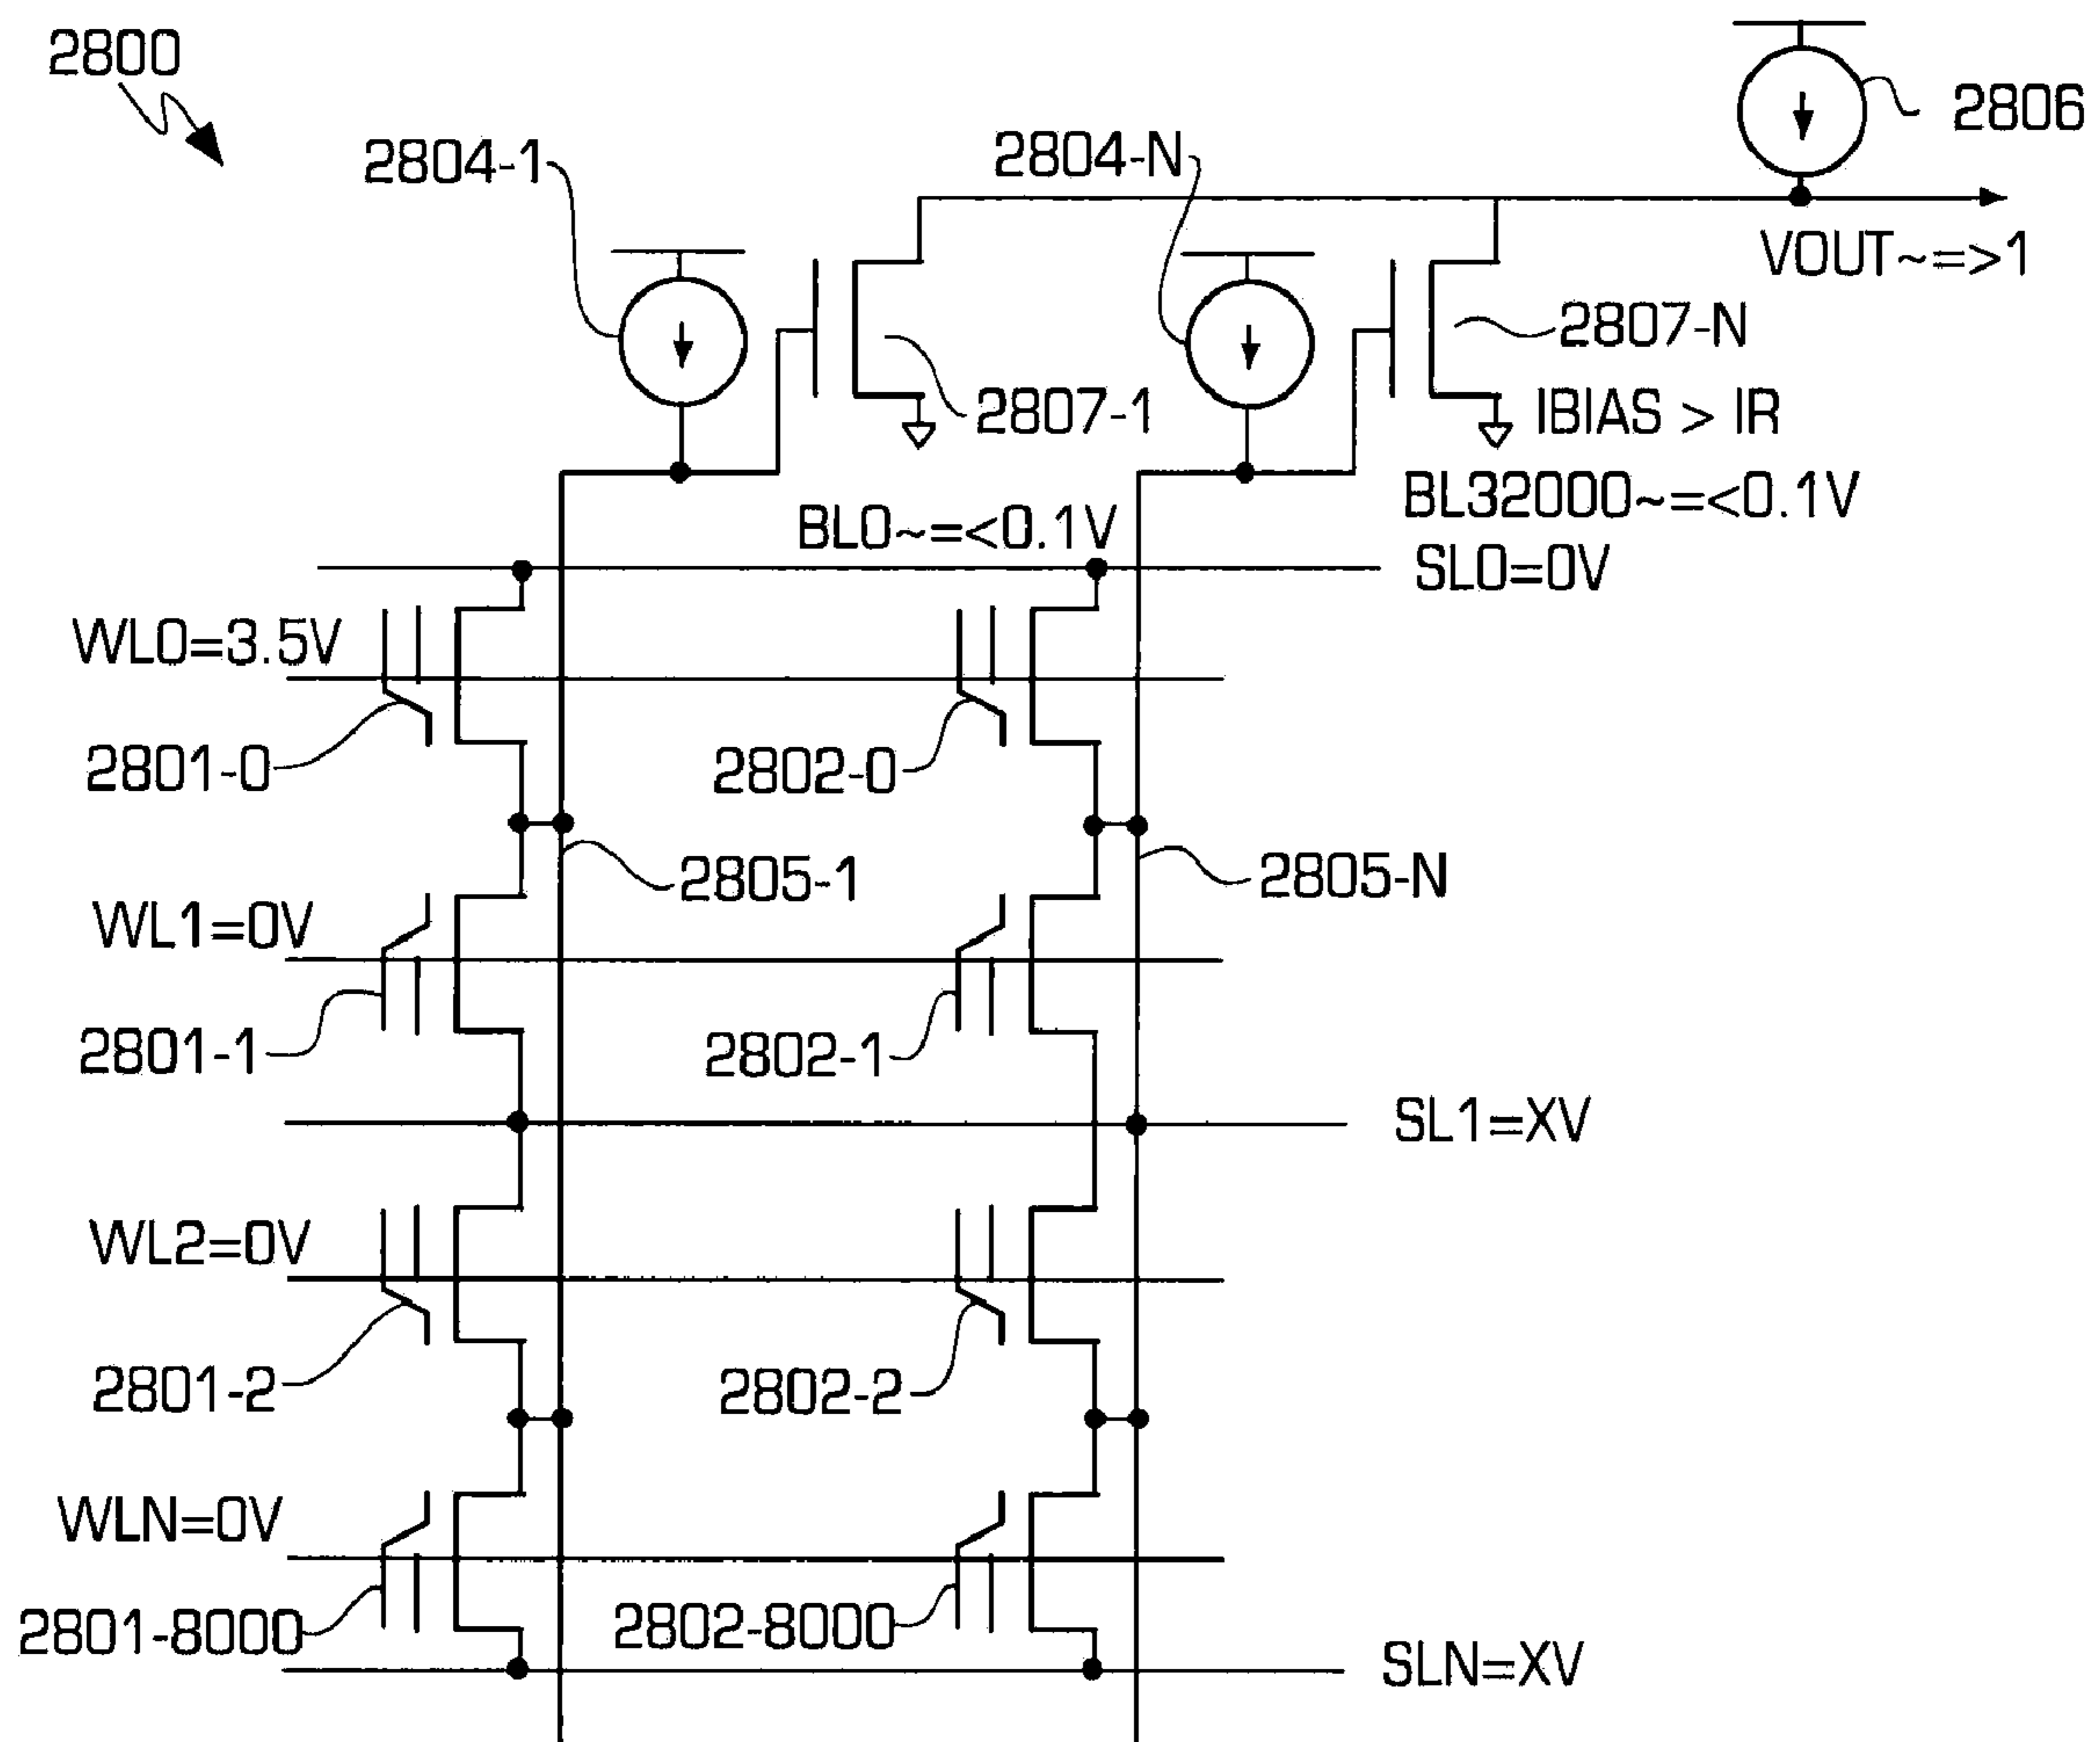 2800
2806
2804-1
2804-N
VOUT~=>1
2807-N
2807-1
IBIAS > IR
BL32000~=<0.1V
BL0~=<0.1V
SL0=0V
WL0=3.5V
2801-0
2802-0
2805-1
2805-N
WL1=0V
2801-1
2802-1
SL1=XV
WL2=0V
2801-2
2802-2
WLN=0V
2801-8000
2802-8000
SLN=XV